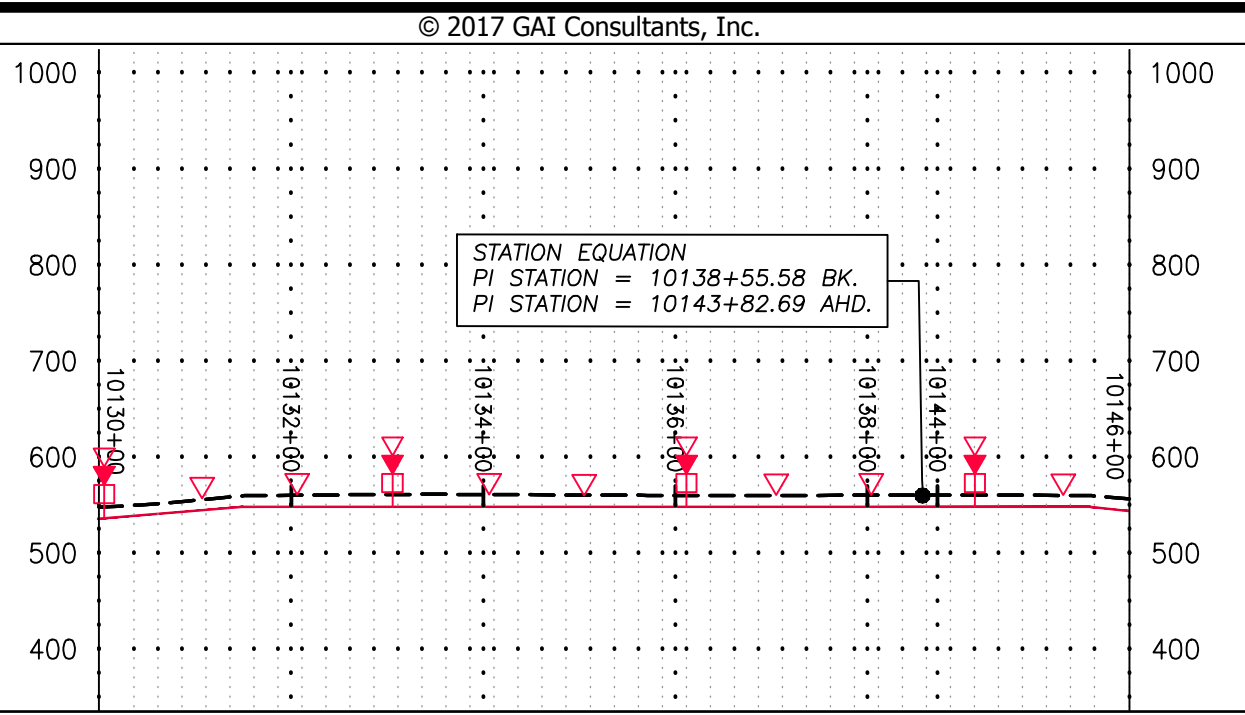 © 2017 GAI Consultants, Inc.
1000 1000
900 900
800 800
STATION EQUATION
PI STATION = 10138+55.58 BK.
PI STATION = 10143+82.69 AHD.
700 700
10130+00 10132+00 10134+00 10136+00 10138+00 10144+00 10146+00
600 600
500 500
400 400